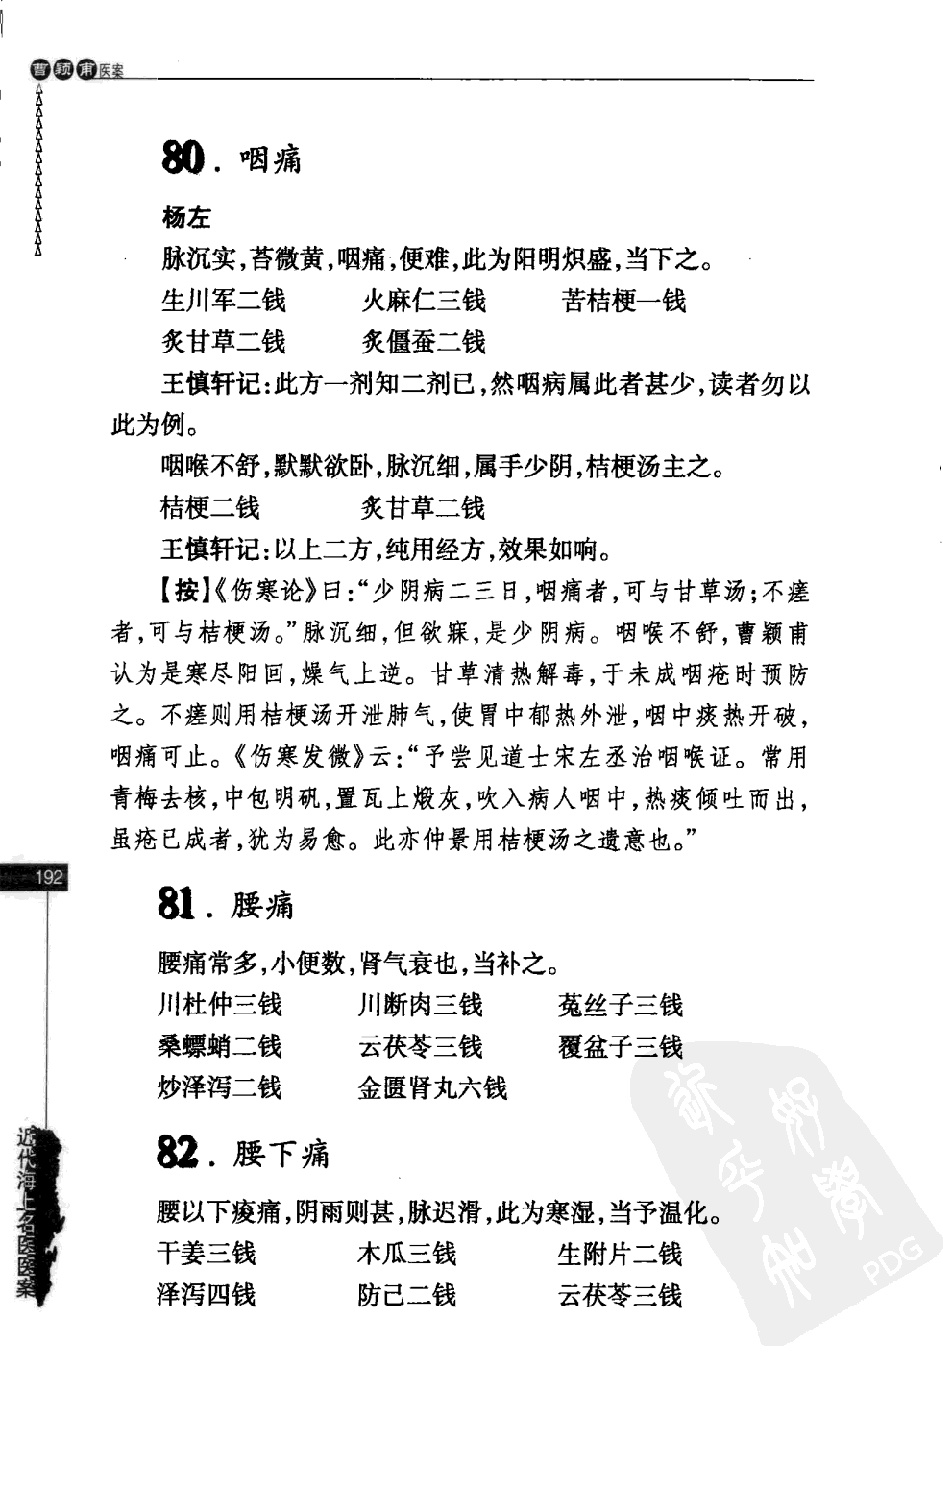 曹颖甫医案
80.咽痛
杨左
脉沉实,苔微黄,咽痛,便难,此为阳明炽盛,当下之。
生川军二钱 火麻仁三钱 苦桔梗一钱
炙甘草二钱 炙僵蚕二钱
王慎轩记:此方一剂知二剂已,然咽病属此者甚少,读者勿以
此为例。
咽喉不舒,默默欲卧,脉沉细,属手少阴,桔梗汤主之。
桔梗二钱 炙甘草二钱
王慎轩记:以上二方,纯用经方,效果如响。
【按】《伤寒论》曰:“少阴病二三日,咽痛者,可与甘草汤;不瘥
者,可与桔梗汤。”脉沉细,但欲寐,是少阴病。咽喉不舒,曹颖甫
认为是寒尽阳回,燥气上逆。甘草清热解毒,于未成咽疮时预防
之。不瘥则用桔梗汤开泄肺气,使胃中郁热外泄,咽中痰热开破,
咽痛可止。《伤寒发微》云:“予尝见道士宋左丞治咽喉证。常用
青梅去核,中包明矾,置瓦上煅灰,吹入病人咽中,热痰倾吐而出,
虽疮已成者,犹为易愈。此亦仲景用桔梗汤之遗意也。”
192
81.腰痛
腰痛常多,小便数,肾气衰也,当补之。
川杜仲三钱 川断肉三钱 菟丝子三钱
桑螵蛸二钱 云茯苓三钱 覆盆子三钱
炒泽泻二钱 金匮肾丸六钱
82.腰下痛
腰以下痠痛,阴雨则甚,脉迟滑,此为寒湿,当予温化。
干姜三钱 木瓜三钱 生附片二钱
泽泻四钱 防己二钱 云茯苓三钱
近代海上名医医案
PDG